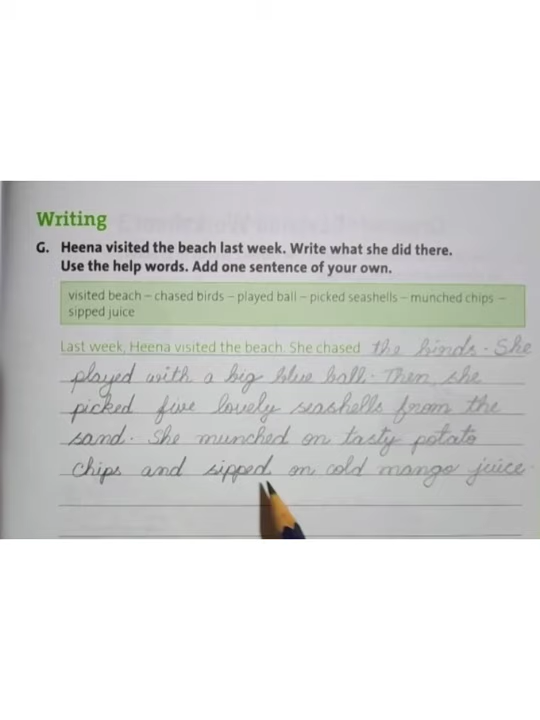 Writing
G. Heena visited the beach last week. Write what she did there.
Use the help words. Add one sentence of your own.
visited beach – chased birds – played ball – picked seashells – munched chips –
sipped juice
Last week, Heena visited the beach. She chased the birds. She
played with a big blue ball. Then, she
picked five lovely seashells from the
sand. She munched on tasty potato
chips and sipped on cold mango juice.